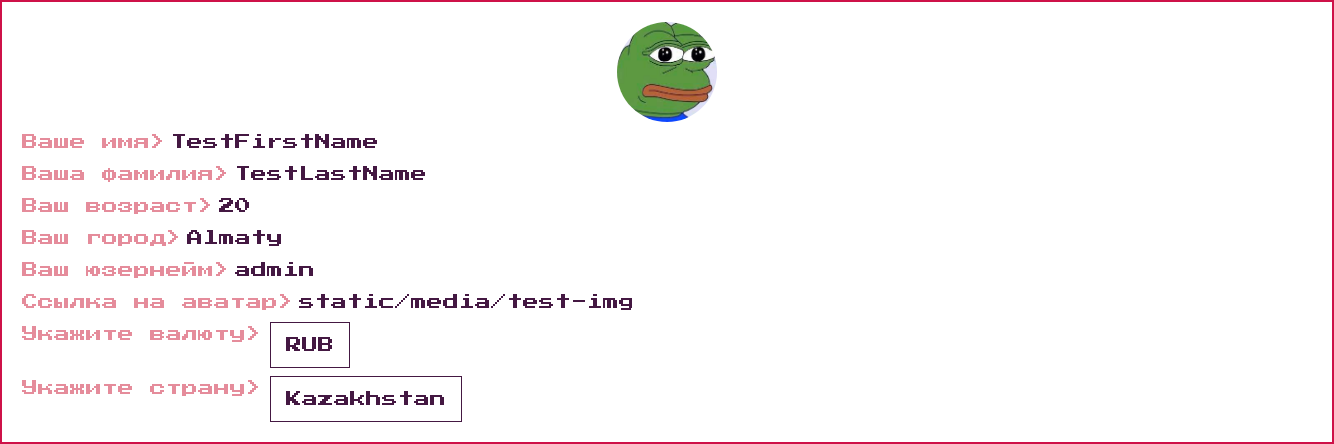 Ваше имя> TestFirstName
Ваша фамилия> TestLastName
Ваш возраст> 20
Ваш город> Almaty
Ваш юзернейм> admin
Ссылка на аватар> static/media/test-img
Укажите валюту> RUB
Укажите страну> Kazakhstan